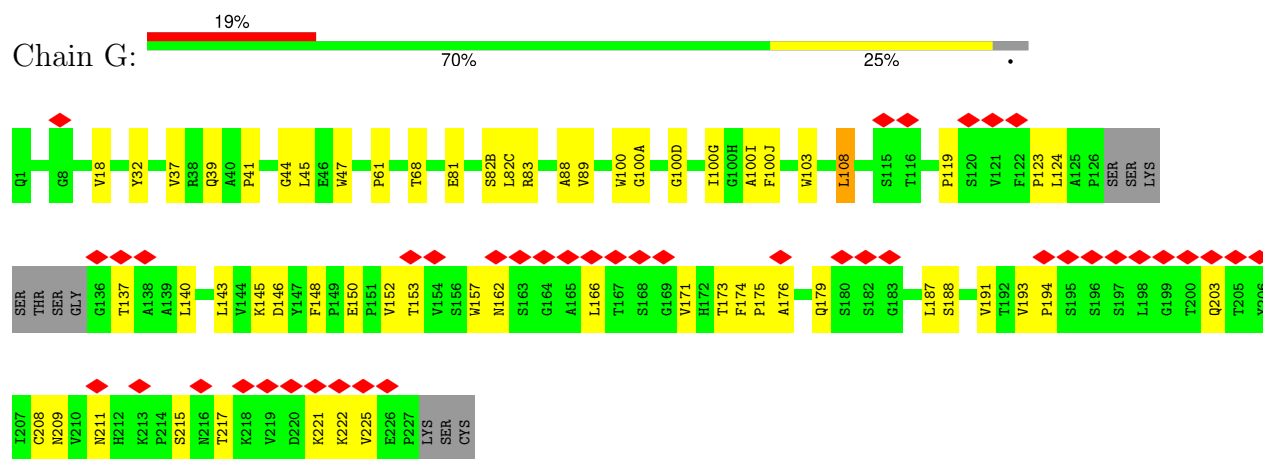 19%
Chain G:
70% 25% •
Q1 G8 V18 Y32 V37 R38 Q39 A40 P41 G44 L45 E46 W47 P61 T68 E81 S82B L82C R83 A88 V89 W100 G100A G100D I100G G100H A100I F100J W103 L108 S115 T116 P119 S120 V121 F122 P123 L124 A125 P126 SER SER LYS
SER THR SER GLY G136 T137 A138 A139 L140 L143 V144 K145 D146 Y147 F148 P149 E150 P151 V152 T153 V154 S156 W157 N162 S163 G164 A165 L166 T167 S168 G169 V171 H172 T173 F174 P175 A176 Q179 S180 S182 G183 L187 S188 V191 T192 V193 P194 S195 S196 S197 L198 G199 T200 Q203 T205 Y206
I207 C208 N209 V210 N211 H212 K213 P214 S215 N216 T217 K218 V219 D220 K221 K222 V225 E226 P227 LYS SER CYS